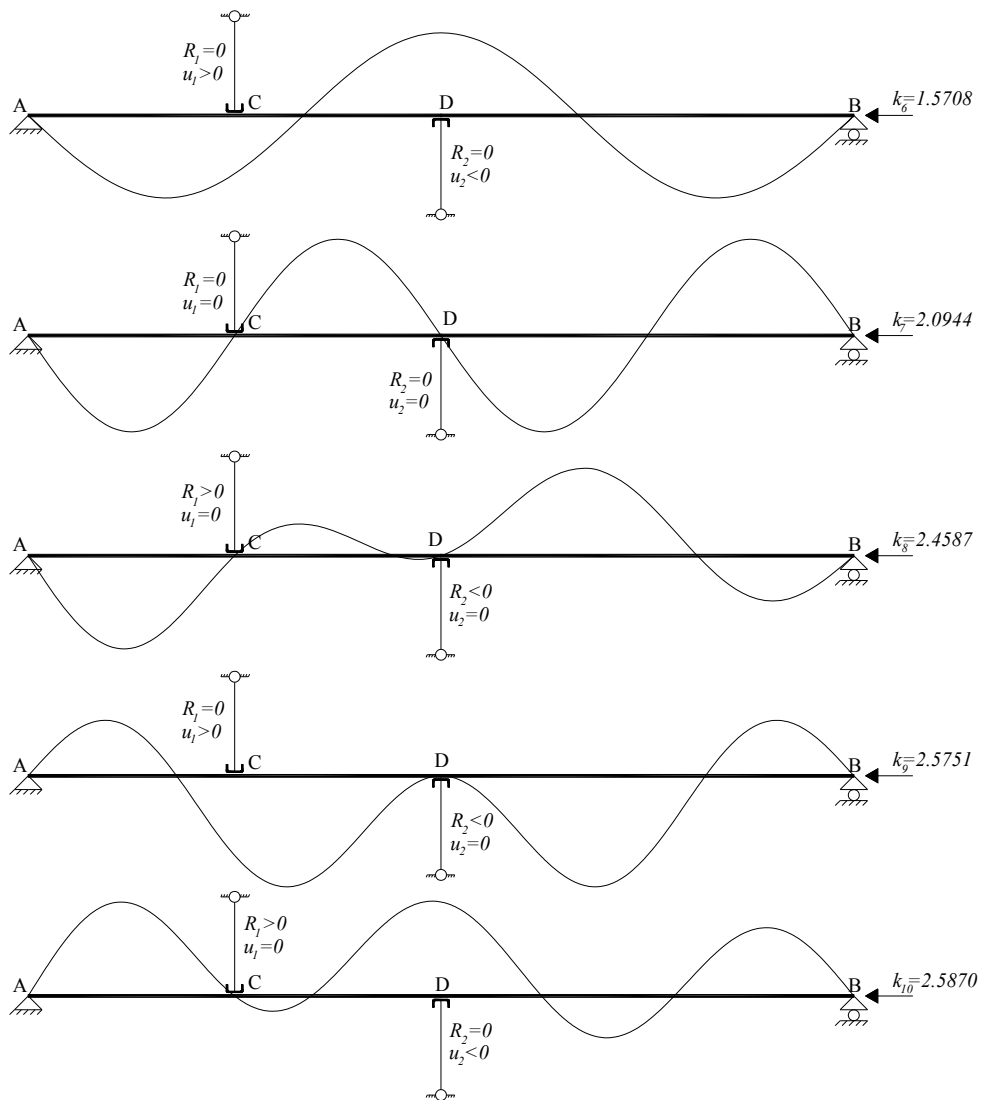 R₁=0
u₁>0
A
C
D
B
k₆=1.5708
R₂=0
u₂<0
R₁=0
u₁=0
A
C
D
B
k₇=2.0944
R₂=0
u₂=0
R₁>0
u₁=0
A
C
D
B
k₈=2.4587
R₂<0
u₂=0
R₁=0
u₁>0
A
C
D
B
k₉=2.5751
R₂<0
u₂=0
R₁>0
u₁=0
A
C
D
B
k₁₀=2.5870
R₂=0
u₂<0